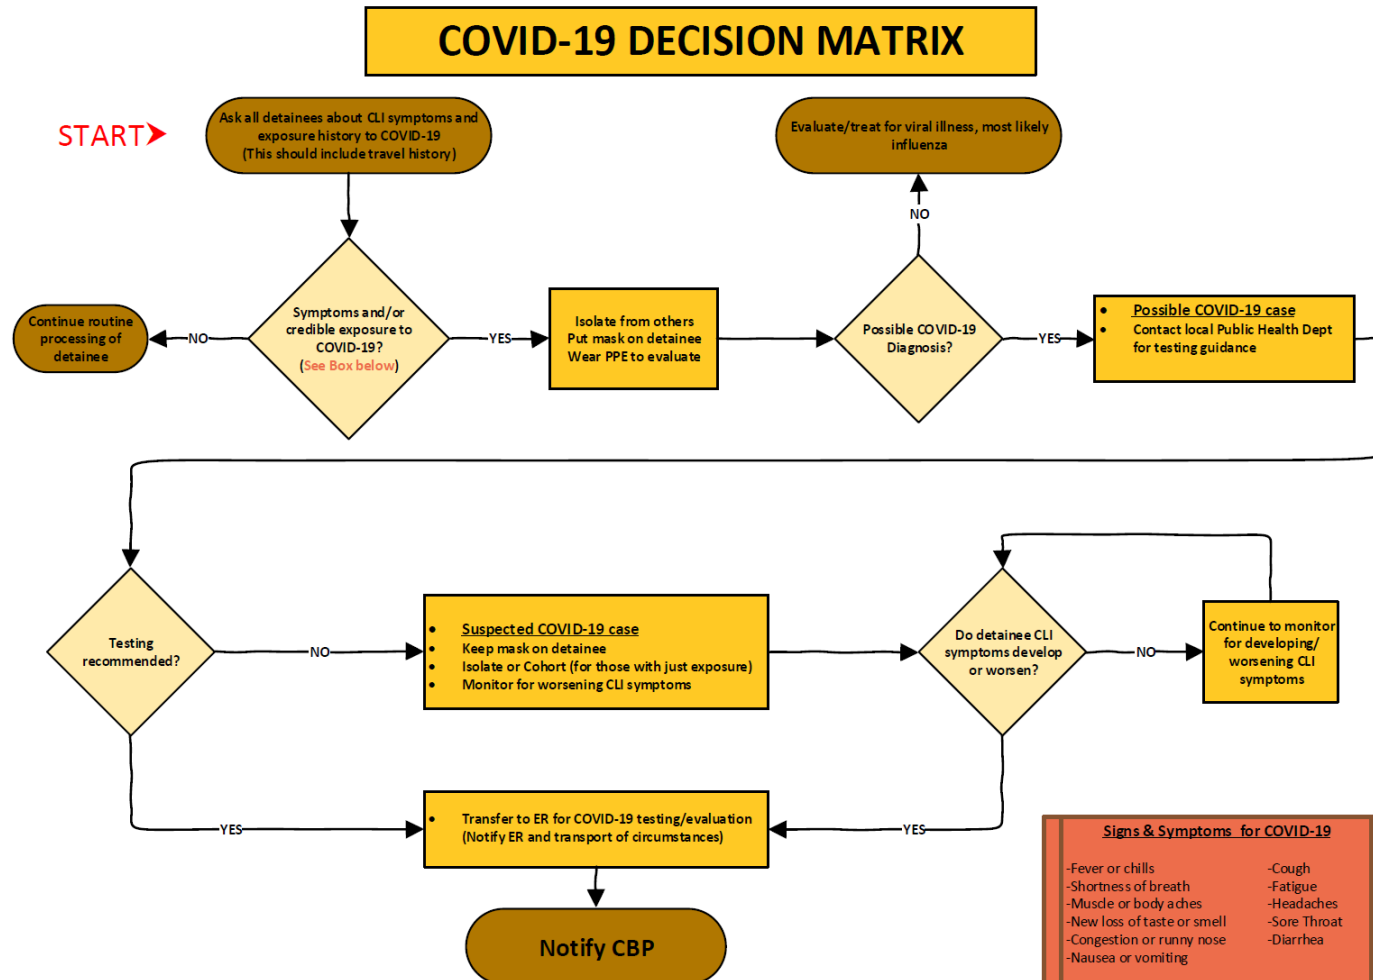 COVID-19 DECISION MATRIX
START
Ask all detainees about CLI symptoms and
exposure history to COVID-19
(This should include travel history)
Evaluate/treat for viral illness, most likely
influenza
NO
Continue routine
processing of
detainee
NO
Symptoms and/or
credible exposure to
COVID-19?
(See Box below)
YES
Isolate from others
Put mask on detainee
Wear PPE to evaluate
Possible COVID-19
Diagnosis?
YES
• Possible COVID-19 case
• Contact local Public Health Dept
for testing guidance
Testing
recommended?
NO
• Suspected COVID-19 case
• Keep mask on detainee
• Isolate or Cohort (for those with just exposure)
• Monitor for worsening CLI symptoms
Do detainee CLI
symptoms develop
or worsen?
NO
Continue to monitor
for developing/
worsening CLI
symptoms
YES
• Transfer to ER for COVID-19 testing/evaluation
(Notify ER and transport of circumstances)
YES
Notify CBP
Signs & Symptoms for COVID-19
-Fever or chills
-Shortness of breath
-Muscle or body aches
-New loss of taste or smell
-Congestion or runny nose
-Nausea or vomiting
-Cough
-Fatigue
-Headaches
-Sore Throat
-Diarrhea